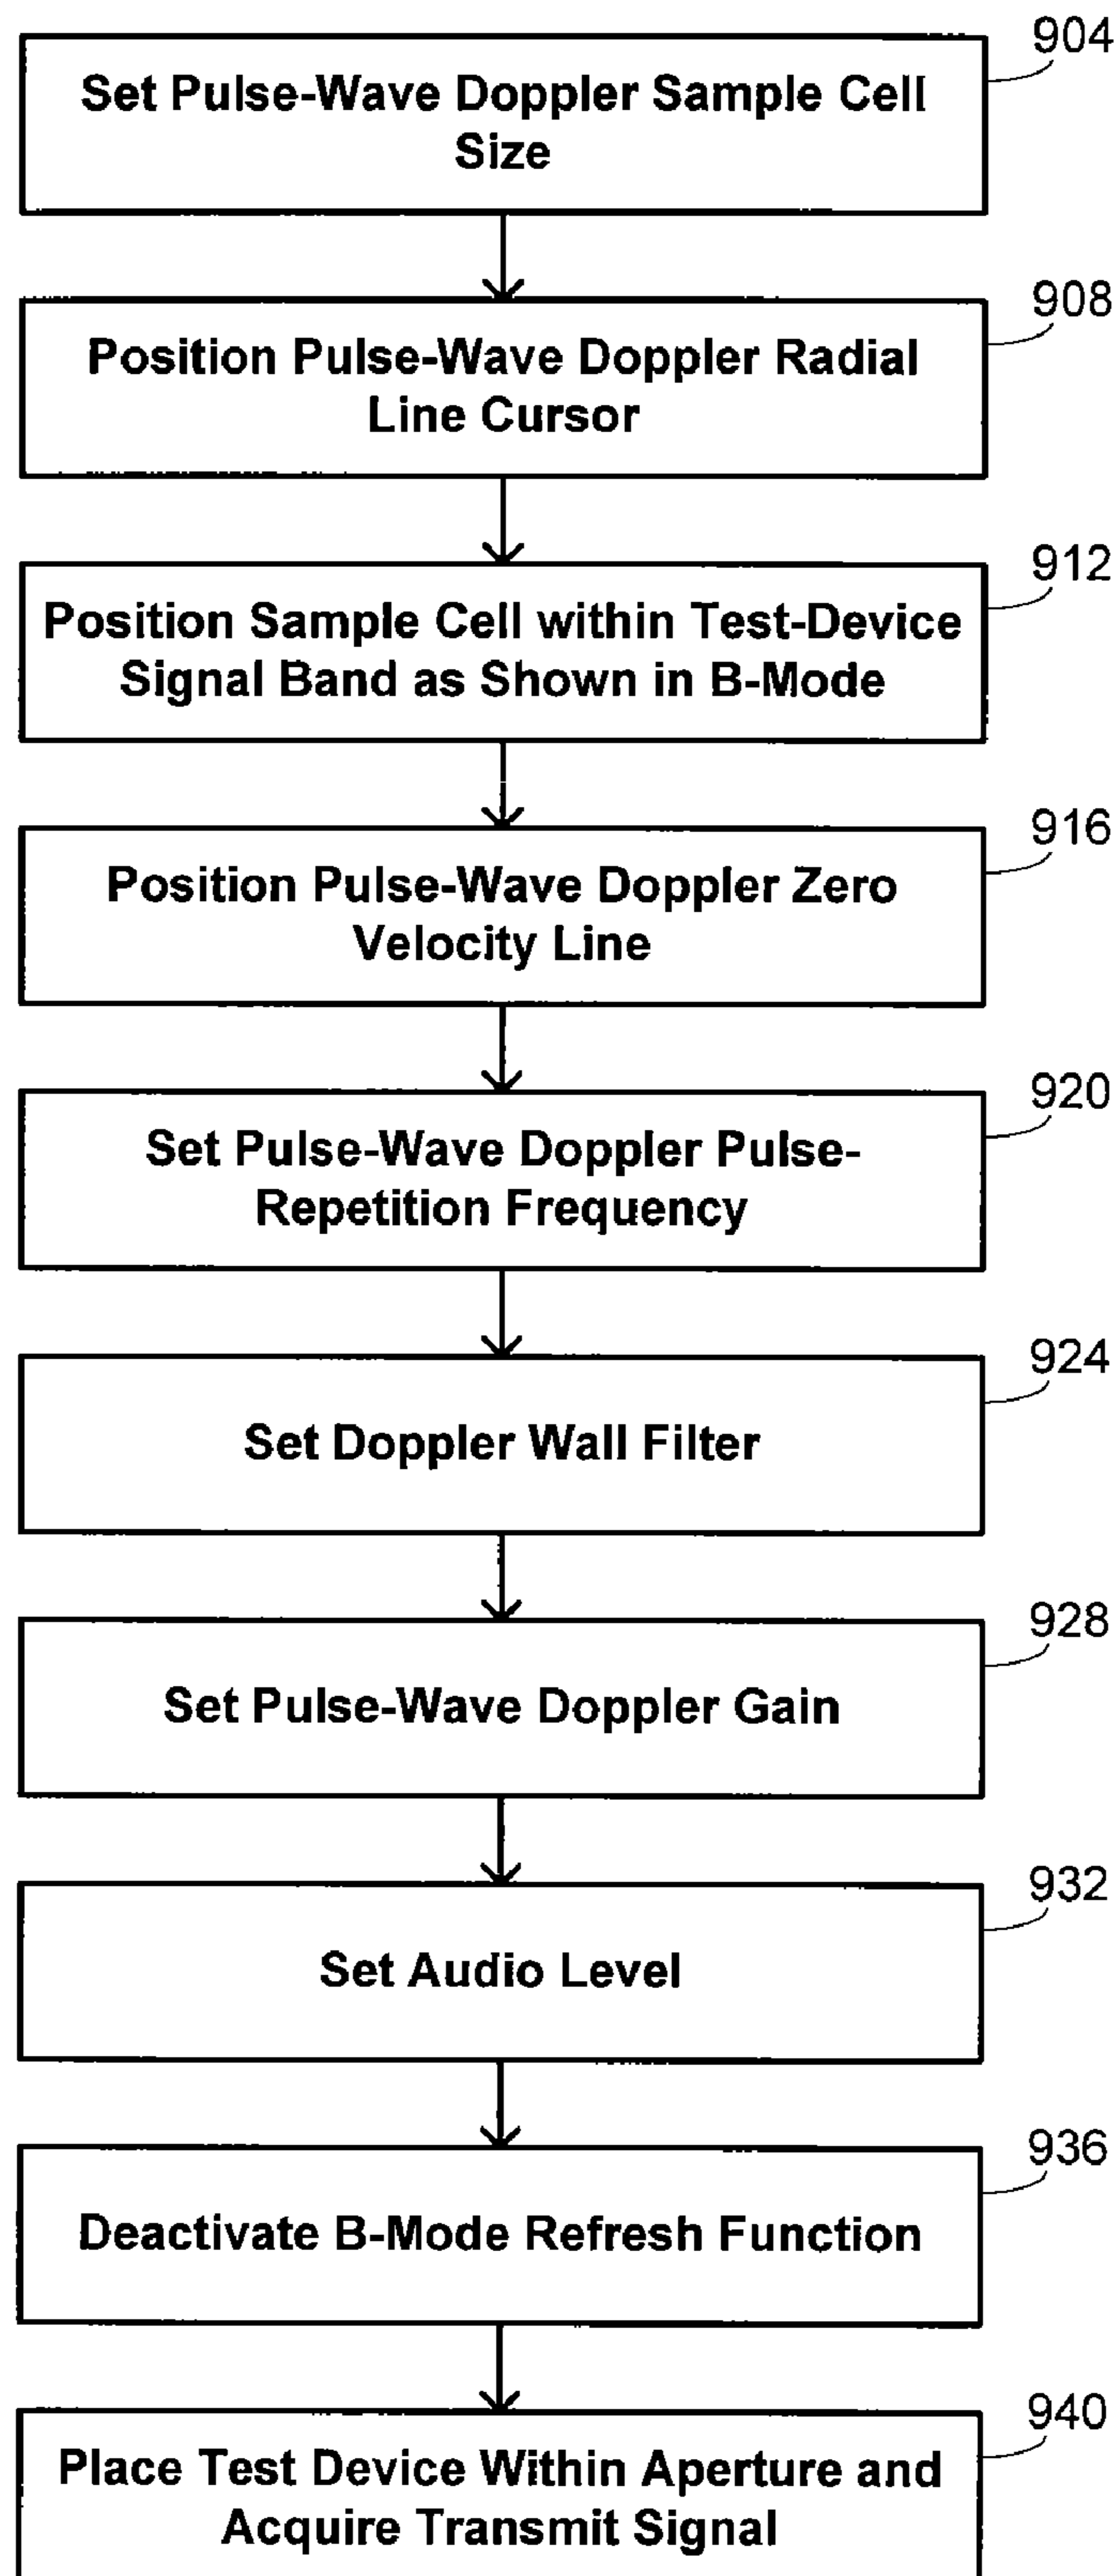 904
Set Pulse-Wave Doppler Sample Cell
Size
908
Position Pulse-Wave Doppler Radial
Line Cursor
912
Position Sample Cell within Test-Device
Signal Band as Shown in B-Mode
916
Position Pulse-Wave Doppler Zero
Velocity Line
920
Set Pulse-Wave Doppler Pulse-
Repetition Frequency
924
Set Doppler Wall Filter
928
Set Pulse-Wave Doppler Gain
932
Set Audio Level
936
Deactivate B-Mode Refresh Function
940
Place Test Device Within Aperture and
Acquire Transmit Signal